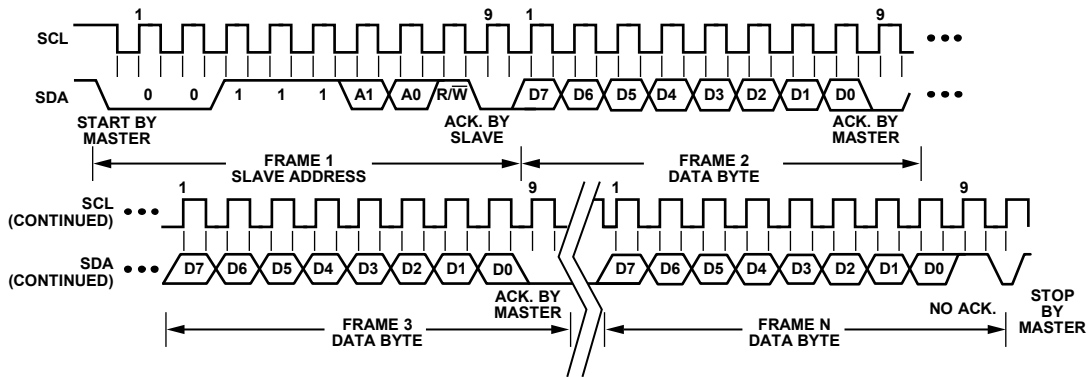 1 9 1 9
SCL
SDA 0 0 1 1 1 A1 A0 R/W̅ D7 D6 D5 D4 D3 D2 D1 D0
START BY
MASTER
ACK. BY
SLAVE
ACK. BY
MASTER
FRAME 1
SLAVE ADDRESS
FRAME 2
DATA BYTE
1 9 1 9
SCL
(CONTINUED)
SDA
(CONTINUED)
D7 D6 D5 D4 D3 D2 D1 D0 D7 D6 D5 D4 D3 D2 D1 D0
ACK. BY
MASTER
NO ACK.
STOP
BY
MASTER
FRAME 3
DATA BYTE
FRAME N
DATA BYTE